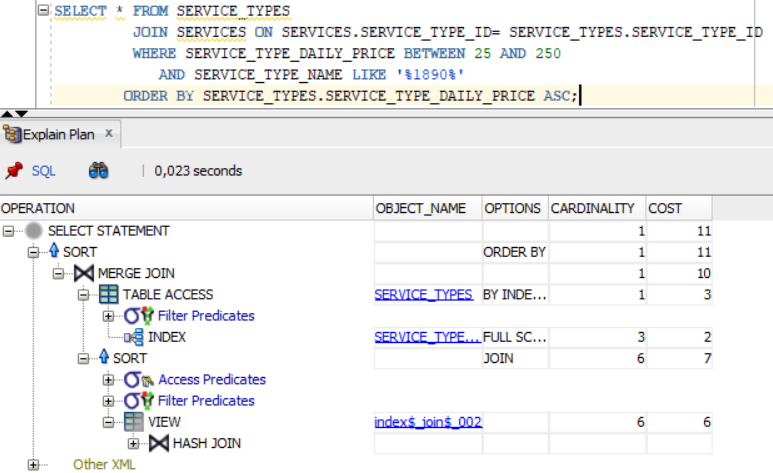 SELECT * FROM SERVICE_TYPES
JOIN SERVICES ON SERVICES.SERVICE_TYPE_ID= SERVICE_TYPES.SERVICE_TYPE_ID
WHERE SERVICE_TYPE_DAILY_PRICE BETWEEN 25 AND 250
AND SERVICE_TYPE_NAME LIKE '%1890%'
ORDER BY SERVICE_TYPES.SERVICE_TYPE_DAILY_PRICE ASC;
Explain Plan x
SQL | 0,023 seconds
OPERATION OBJECT_NAME OPTIONS CARDINALITY COST
SELECT STATEMENT 1 11
SORT ORDER BY 1 11
MERGE JOIN 1 10
TABLE ACCESS SERVICE_TYPES BY INDE... 1 3
Filter Predicates
INDEX SERVICE_TYPE... FULL SC... 3 2
SORT JOIN 6 7
Access Predicates
Filter Predicates
VIEW index$_join$_002 6 6
HASH JOIN
Other XML